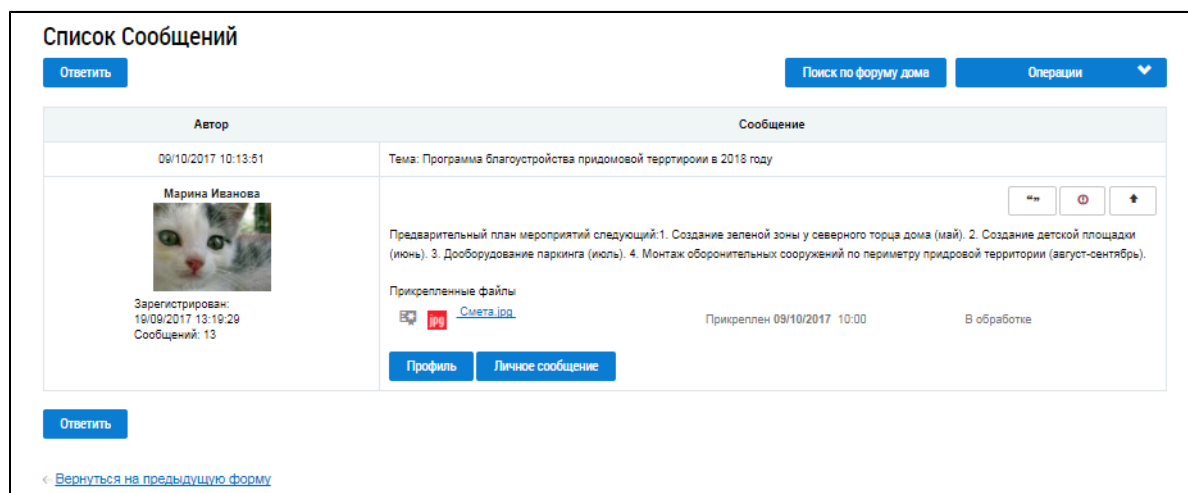 Список Сообщений
Ответить
Поиск по форуму дома
Операции
Автор
Сообщение
09/10/2017 10:13:51
Тема: Программа благоустройства придомовой терртироии в 2018 году
Марина Иванова
Предварительный план мероприятий следующий:1. Создание зеленой зоны у северного торца дома (май). 2. Создание детской площадки
(июнь). 3. Дооборудование паркинга (июль). 4. Монтаж оборонительных сооружений по периметру придровой территории (август-сентябрь).
Зарегистрирован:
19/09/2017 13:19:29
Сообщений: 13
Прикрепленные файлы
jpg
Смета.jpg
Прикреплен 09/10/2017 10:00
В обработке
Профиль
Личное сообщение
Ответить
← Вернуться на предыдущую форму